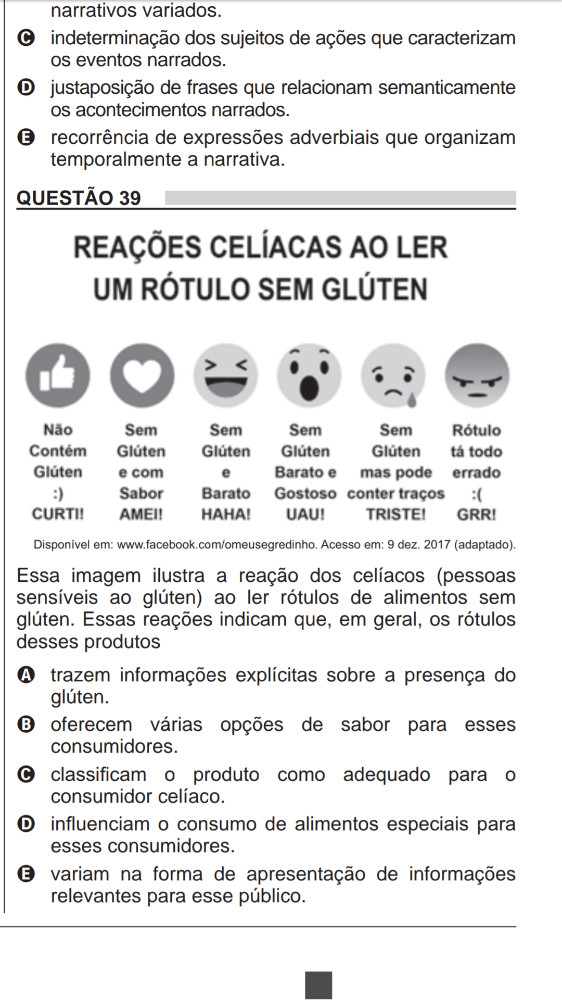 narrativos variados.
C indeterminação dos sujeitos de ações que caracterizam
os eventos narrados.
D justaposição de frases que relacionam semanticamente
os acontecimentos narrados.
E recorrência de expressões adverbiais que organizam
temporalmente a narrativa.
QUESTÃO 39
REAÇÕES CELÍACAS AO LER
UM RÓTULO SEM GLÚTEN
Não
Contém
Glúten
:)
CURTI!
Sem
Glúten
e com
Sabor
AMEI!
Sem
Glúten
e
Barato
HAHA!
Sem
Glúten
Barato e
Gostoso
UAU!
Sem
Glúten
mas pode
conter traços
TRISTE!
Rótulo
tá todo
errado
:(
GRR!
Disponível em: www.facebook.com/omeusegredinho. Acesso em: 9 dez. 2017 (adaptado).
Essa imagem ilustra a reação dos celíacos (pessoas
sensíveis ao glúten) ao ler rótulos de alimentos sem
glúten. Essas reações indicam que, em geral, os rótulos
desses produtos
A trazem informações explícitas sobre a presença do
glúten.
B oferecem várias opções de sabor para esses
consumidores.
C classificam o produto como adequado para o
consumidor celíaco.
D influenciam o consumo de alimentos especiais para
esses consumidores.
E variam na forma de apresentação de informações
relevantes para esse público.